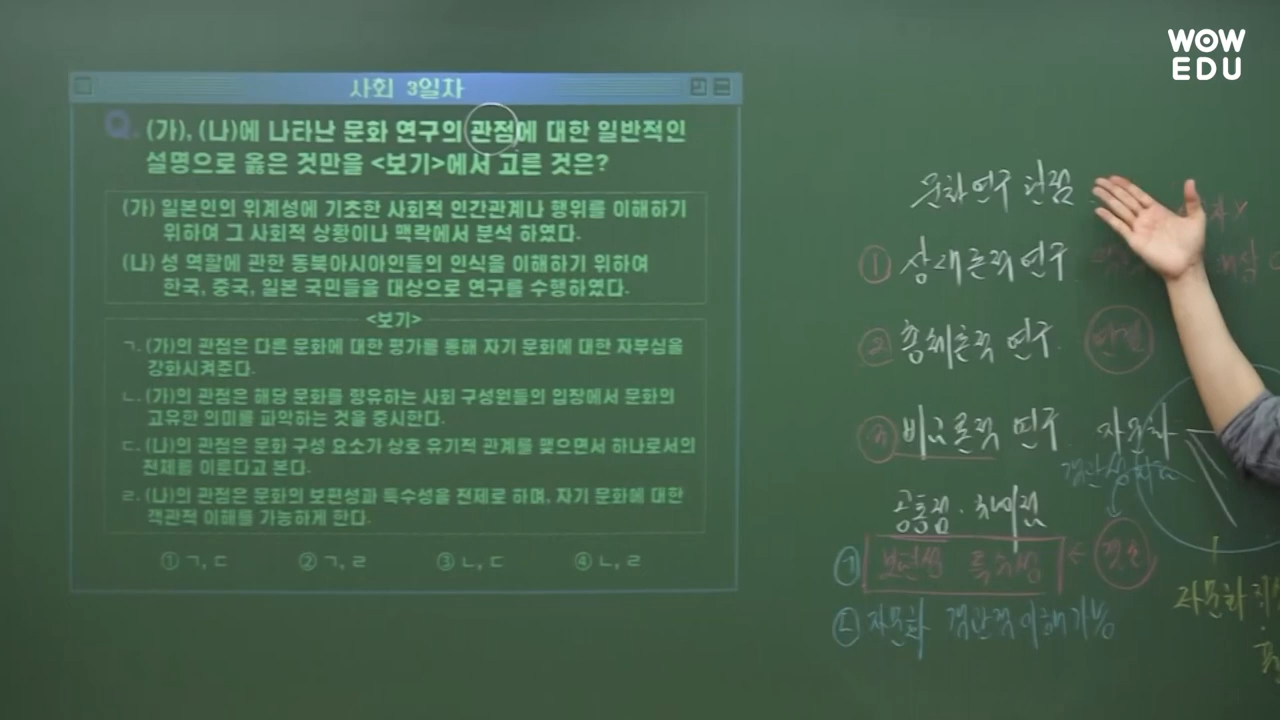 WOW
EDU
사회 3일차
Q. (가), (나)에 나타난 문화 연구의 관점에 대한 일반적인
설명으로 옳은 것만을 <보기>에서 고른 것은?
(가) 일본인의 위계성에 기초한 사회적 인간관계나 행위를 이해하기
위하여 그 사회적 상황이나 맥락에서 분석 하였다.
(나) 성 역할에 관한 동북아시아인들의 인식을 이해하기 위하여
한국, 중국, 일본 국민들을 대상으로 연구를 수행하였다.
<보기>
ㄱ. (가)의 관점은 다른 문화에 대한 평가를 통해 자기 문화에 대한 자부심을
강화시켜준다.
ㄴ. (가)의 관점은 해당 문화를 향유하는 사회 구성원들의 입장에서 문화의
고유한 의미를 파악하는 것을 중시한다.
ㄷ. (나)의 관점은 문화 구성 요소가 상호 유기적 관계를 맺으면서 하나로서의
전체를 이룬다고 본다.
ㄹ. (나)의 관점은 문화의 보편성과 특수성을 전제로 하며, 자기 문화에 대한
객관적 이해를 가능하게 한다.
① ㄱ, ㄷ ② ㄱ, ㄹ ③ ㄴ, ㄷ ④ ㄴ, ㄹ
문화 연구 관점
① 상대론적 연구
② 총체론적 연구
③ 비교론적 연구 자문화
공통점 · 차이점
보편성 특수성
자문화 객관적 이해 가능